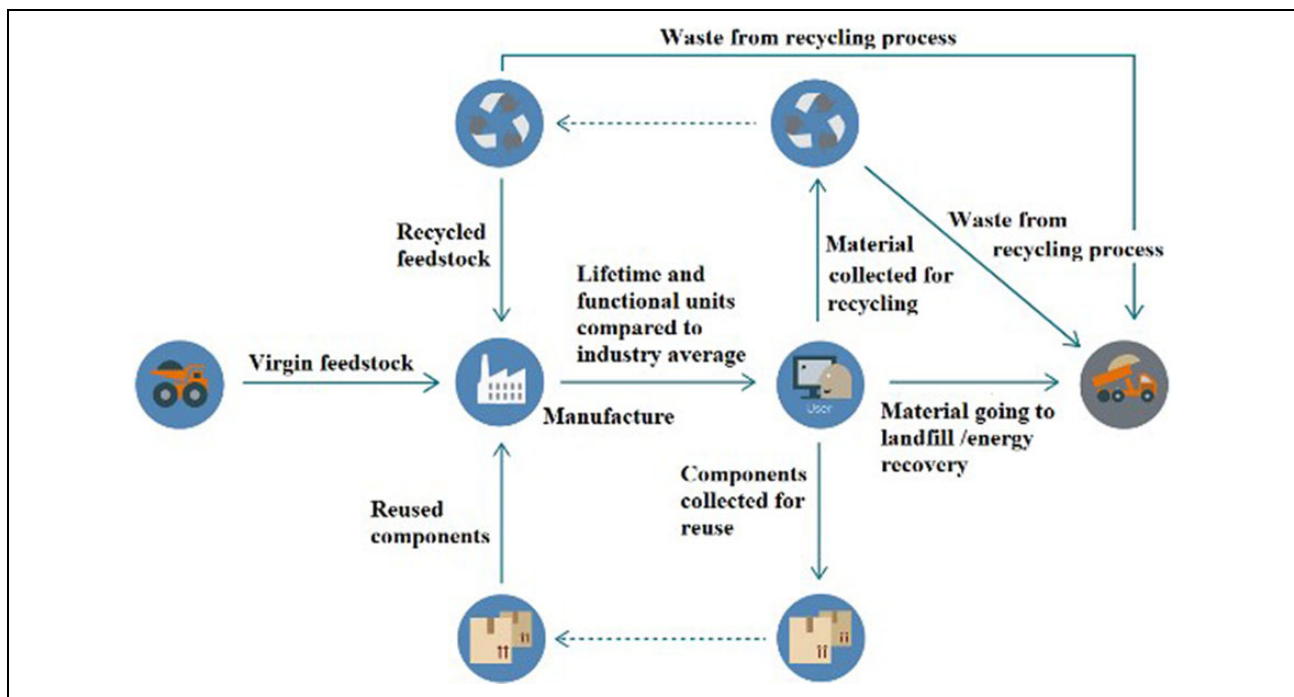 Waste from recycling process
Recycled
feedstock
Lifetime and
functional units
compared to
industry average
Material
collected for
recycling
Waste from
recycling process
Virgin feedstock
Manufacture
User
Material going to
landfill /energy
recovery
Reused
components
Components
collected for
reuse